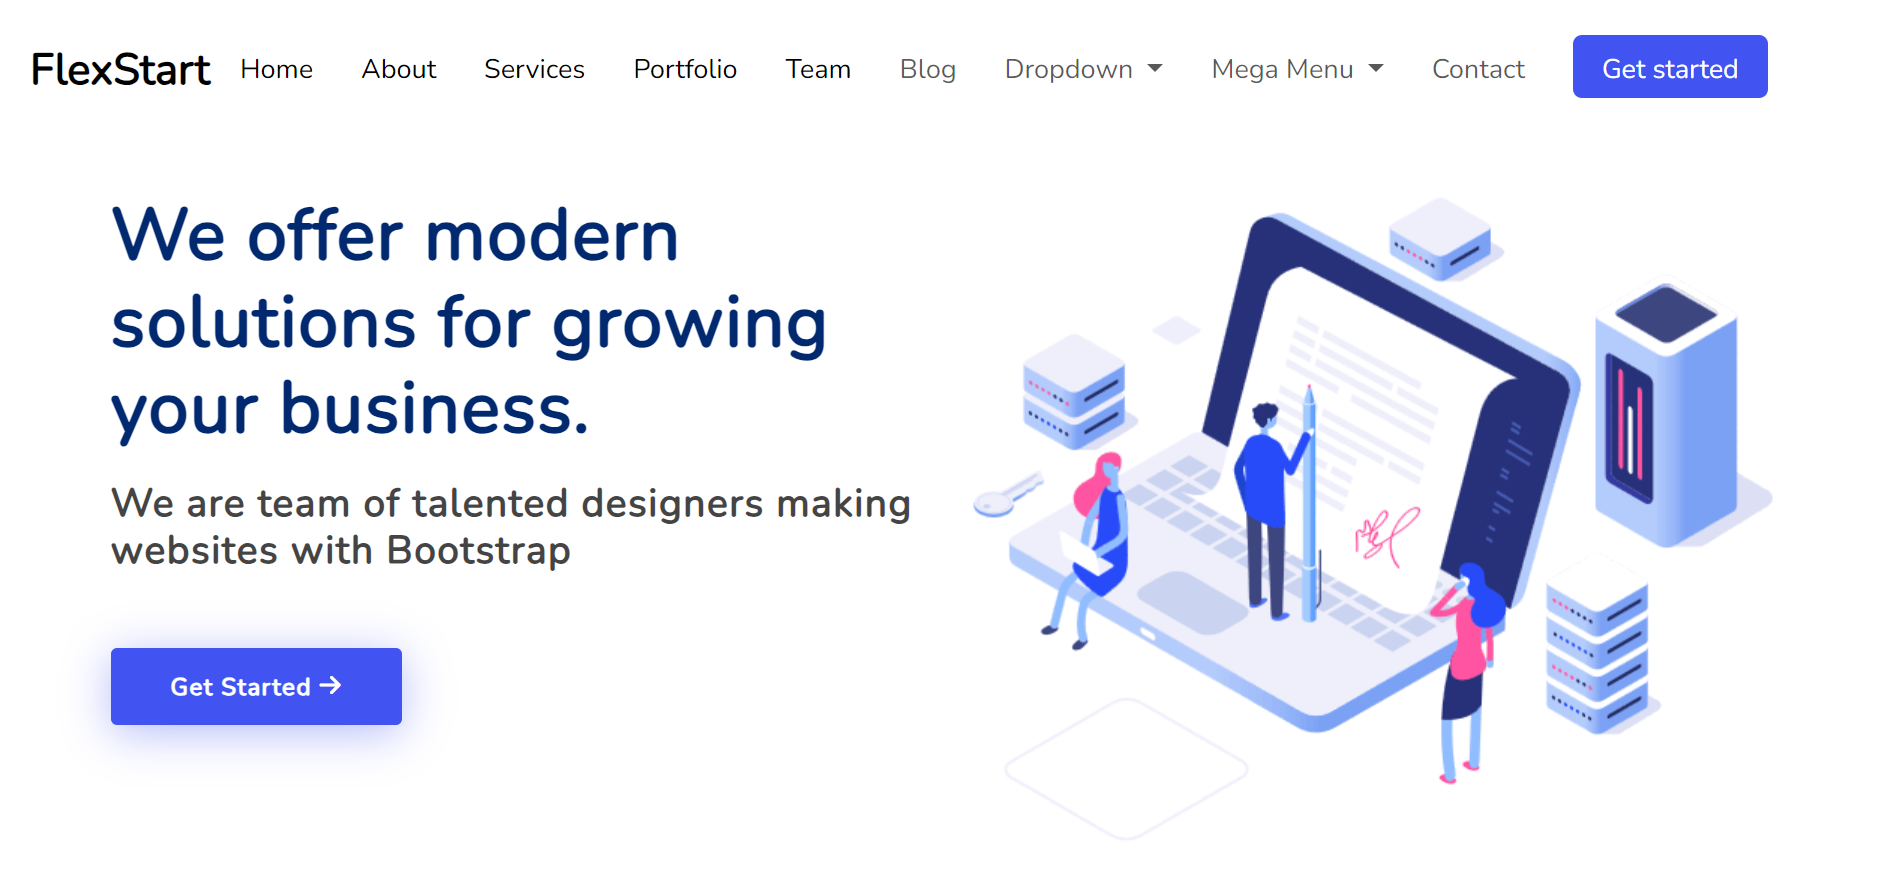 FlexStart Home About Services Portfolio Team Blog Dropdown Mega Menu Contact Get started
We offer modern
solutions for growing
your business.
We are team of talented designers making
websites with Bootstrap
Get Started →